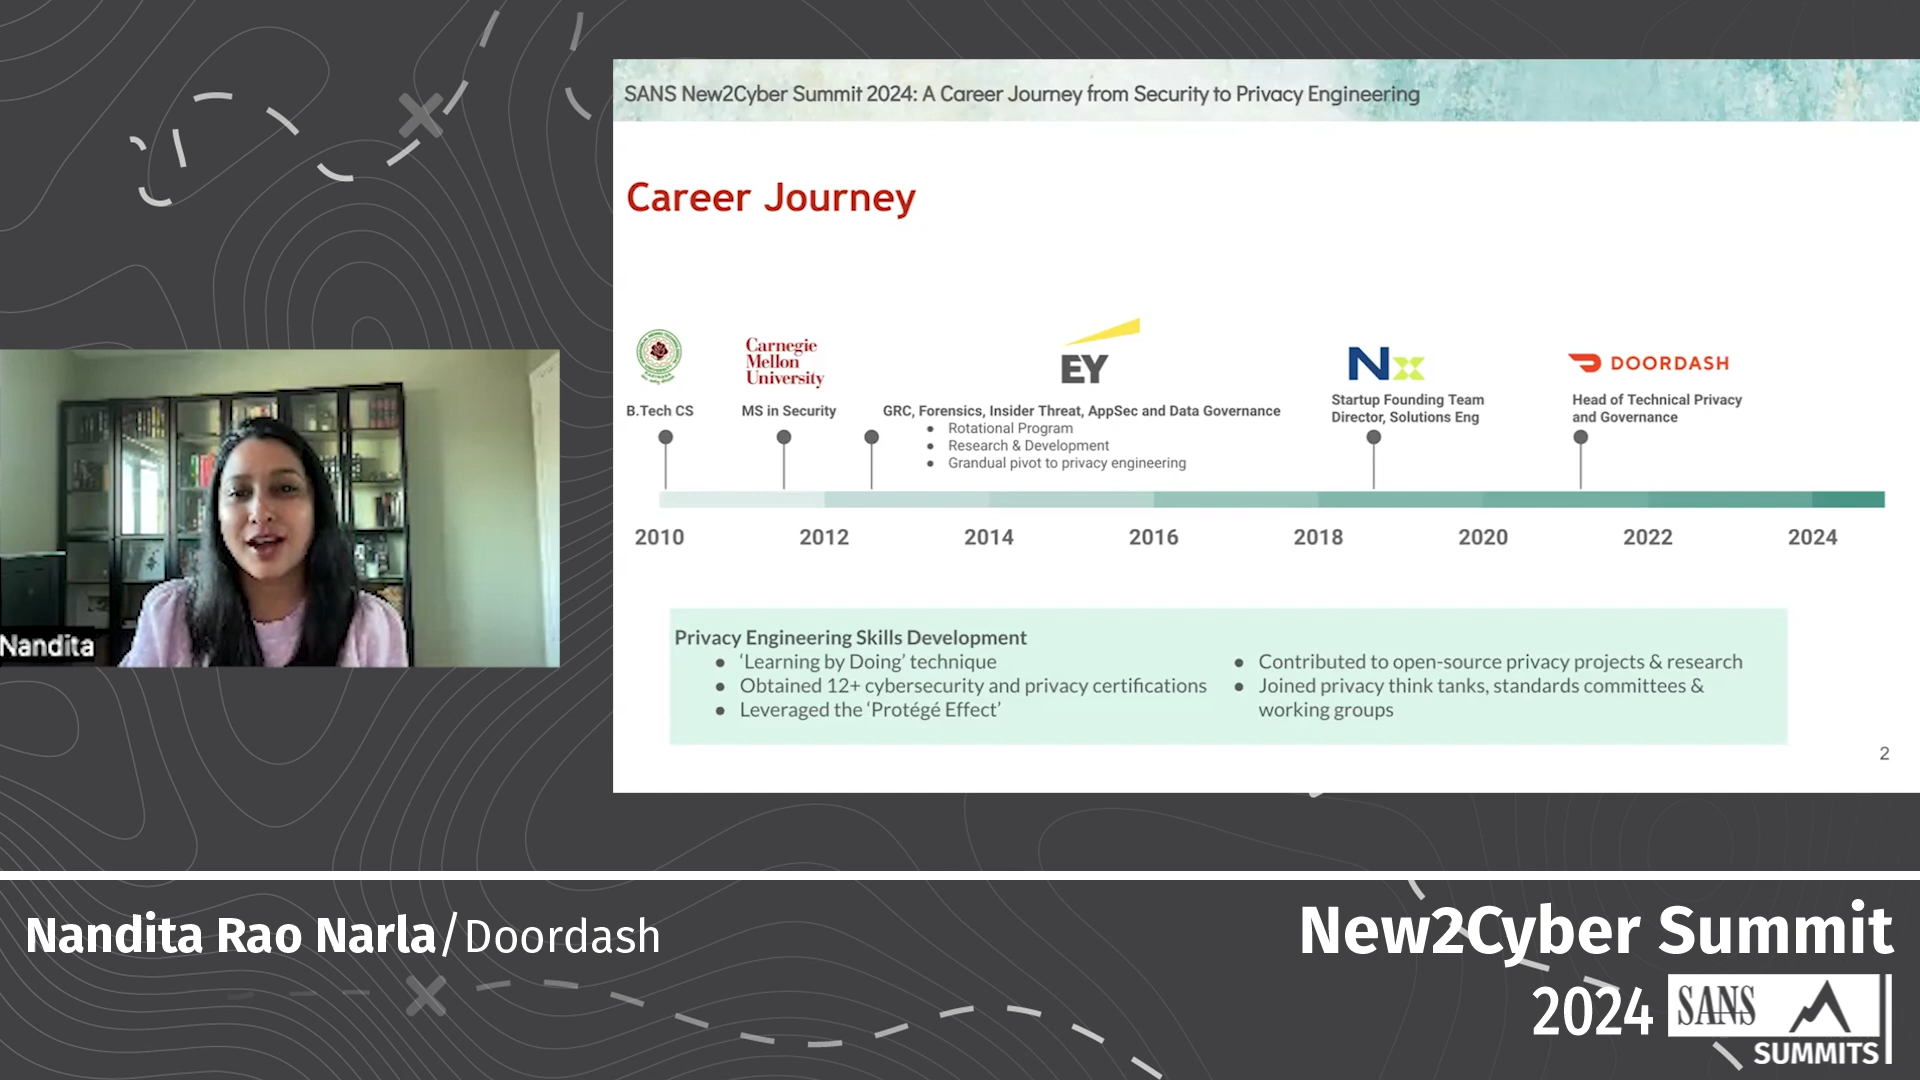 SANS New2Cyber Summit 2024: A Career Journey from Security to Privacy Engineering
Career Journey
Carnegie
Mellon
University
EY
Nx
DOORDASH
B.Tech CS
MS in Security
GRC, Forensics, Insider Threat, AppSec and Data Governance
● Rotational Program
● Research & Development
● Grandual pivot to privacy engineering
Startup Founding Team
Director, Solutions Eng
Head of Technical Privacy
and Governance
2010 2012 2014 2016 2018 2020 2022 2024
Privacy Engineering Skills Development
● ‘Learning by Doing’ technique
● Obtained 12+ cybersecurity and privacy certifications
● Leveraged the ‘Protégé Effect’
● Contributed to open-source privacy projects & research
● Joined privacy think tanks, standards committees &
working groups
2
Nandita
Nandita Rao Narla/Doordash
New2Cyber Summit
2024 SANS
SUMMITS